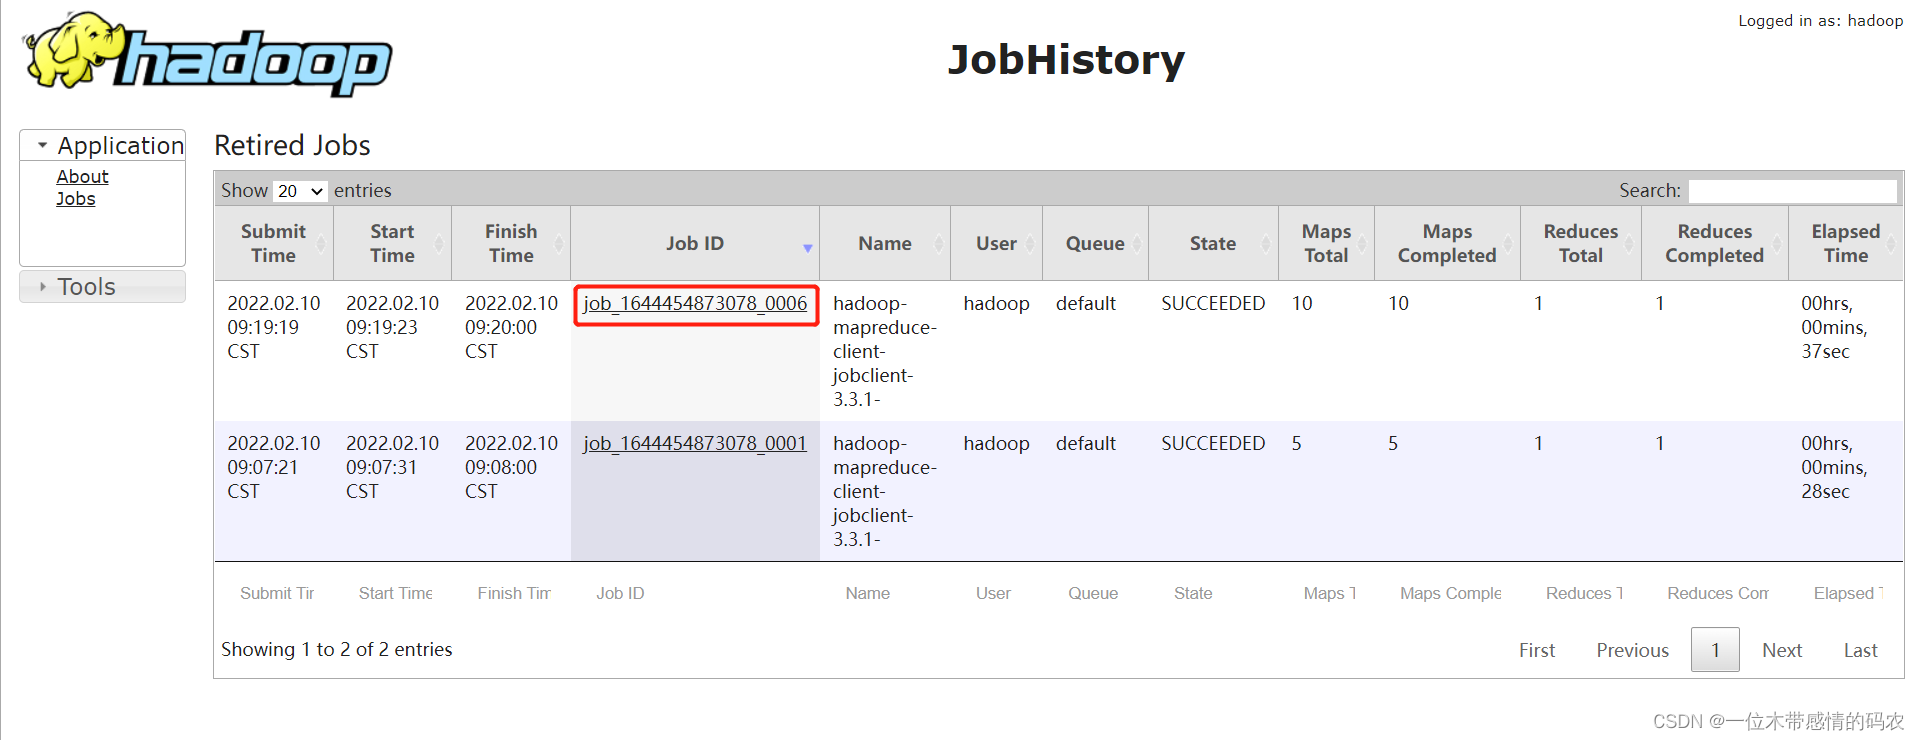 hadoop
Logged in as: hadoop
JobHistory
Application
About
Jobs
Tools
Retired Jobs
Show 20 entries
Search:
Submit Time
Start Time
Finish Time
Job ID
Name
User
Queue
State
Maps Total
Maps Completed
Reduces Total
Reduces Completed
Elapsed Time
2022.02.10 09:19:19 CST
2022.02.10 09:19:23 CST
2022.02.10 09:20:00 CST
job_1644454873078_0006
hadoop-mapreduce-client-jobclient-3.3.1-
hadoop
default
SUCCEEDED
10
10
1
1
00hrs, 00mins, 37sec
2022.02.10 09:07:21 CST
2022.02.10 09:07:31 CST
2022.02.10 09:08:00 CST
job_1644454873078_0001
hadoop-mapreduce-client-jobclient-3.3.1-
hadoop
default
SUCCEEDED
5
5
1
1
00hrs, 00mins, 28sec
Submit Tir
Start Time
Finish Tim
Job ID
Name
User
Queue
State
Maps T
Maps Comple
Reduces T
Reduces Com
Elapsed T
Showing 1 to 2 of 2 entries
First
Previous
1
Next
Last
CSDN @一位木带感情的码农